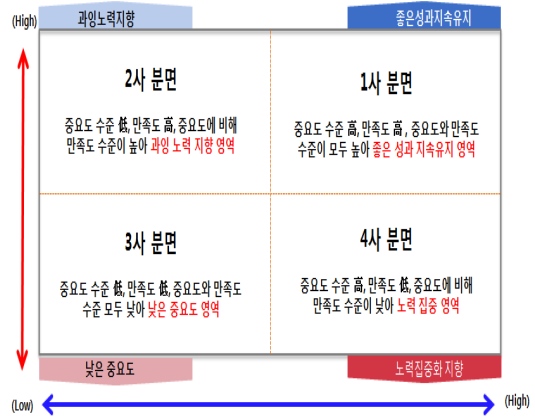 (High)
과잉노력지향
좋은성과지속유지
2사 분면
중요도 수준 低, 만족도 高, 중요도에 비해
만족도 수준이 높아 과잉 노력 지향 영역
1사 분면
중요도 수준 高, 만족도 高 , 중요도와 만족도
수준이 모두 높아 좋은 성과 지속유지 영역
3사 분면
중요도 수준 低, 만족도 低, 중요도와 만족도
수준 모두 낮아 낮은 중요도 영역
4사 분면
중요도 수준 高, 만족도 低, 중요도에 비해
만족도 수준이 낮아 노력 집중 영역
낮은 중요도
노력집중화 지향
(Low)
(High)